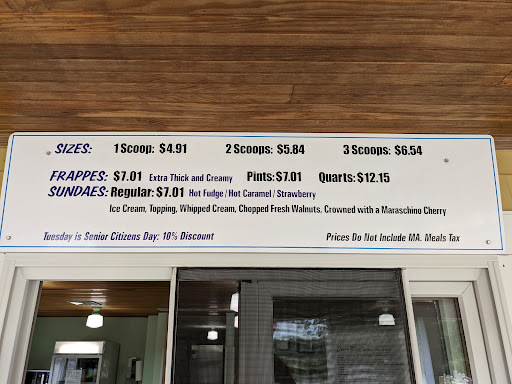 SIZES: 1 Scoop: $4.91 2 Scoops: $5.84 3 Scoops: $6.54
FRAPPES: $7.01 Extra Thick and Creamy Pints: $7.01 Quarts: $12.15
SUNDAES: Regular: $7.01 Hot Fudge / Hot Caramel / Strawberry
Ice Cream, Topping, Whipped Cream, Chopped Fresh Walnuts, Crowned with a Maraschino Cherry
Tuesday is Senior Citizens Day: 10% Discount Prices Do Not Include MA. Meals Tax